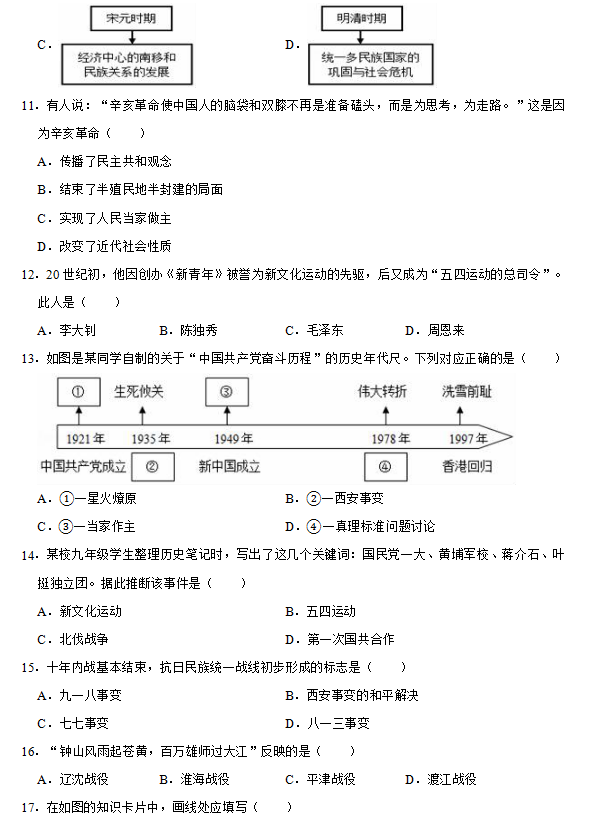 宋元时期
明清时期
C．
D．
经济中心的南移和
民族关系的发展
统一多民族国家的
巩固与社会危机
11．有人说：“辛亥革命使中国人的脑袋和双膝不再是准备磕头，而是为思考，为走路。”这是因
为辛亥革命（　　）
A．传播了民主共和观念
B．结束了半殖民地半封建的局面
C．实现了人民当家做主
D．改变了近代社会性质
12．20世纪初，他因创办《新青年》被誉为新文化运动的先驱，后又成为“五四运动的总司令”。
此人是（　　）
A．李大钊　B．陈独秀　C．毛泽东　D．周恩来
13．如图是某同学自制的关于“中国共产党奋斗历程”的历史年代尺。下列对应正确的是（　　）
①　生死攸关　③　伟大转折　洗雪前耻
1921年　1935年　1949年　1978年　1997年
中国共产党成立　②　新中国成立　④　香港回归
A．①一星火燎原　B．②一西安事变
C．③一当家作主　D．④一真理标准问题讨论
14．某校九年级学生整理历史笔记时，写出了这几个关键词：国民党一大、黄埔军校、蒋介石、叶
挺独立团。据此推断该事件是（　　）
A．新文化运动　B．五四运动
C．北伐战争　D．第一次国共合作
15．十年内战基本结束，抗日民族统一战线初步形成的标志是（　　）
A．九一八事变　B．西安事变的和平解决
C．七七事变　D．八一三事变
16．“钟山风雨起苍黄，百万雄师过大江”反映的是（　　）
A．辽沈战役　B．淮海战役　C．平津战役　D．渡江战役
17．在如图的知识卡片中，画线处应填写（　　）